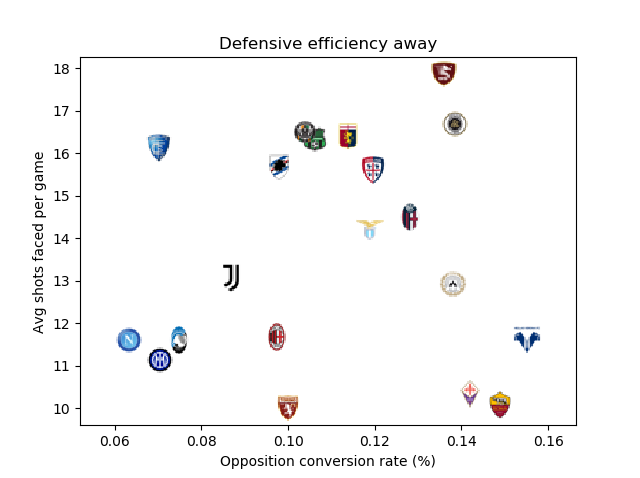 Defensive efficiency away
Avg shots faced per game
18
17
16
15
14
13
12
11
10
0.06 0.08 0.10 0.12 0.14 0.16
Opposition conversion rate (%)
N